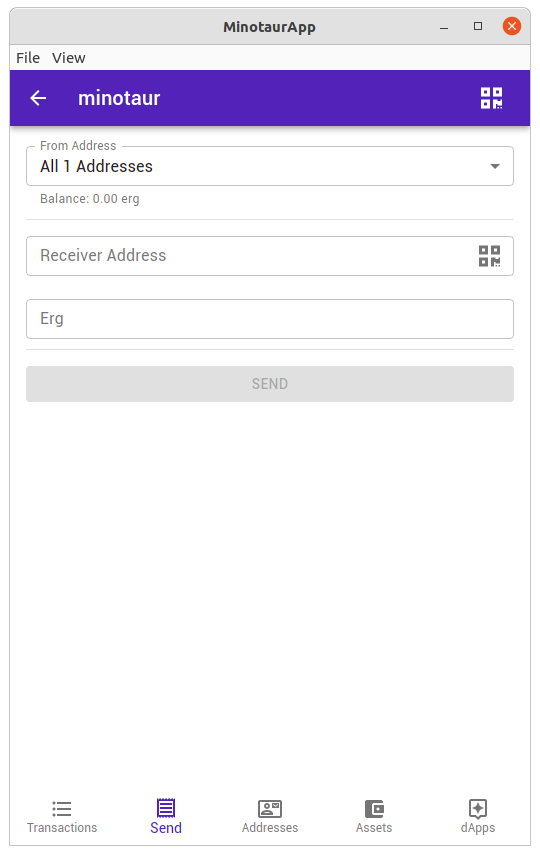 MinotaurApp
File View
minotaur
From Address
All 1 Addresses
Balance: 0.00 erg
Receiver Address
Erg
SEND
Transactions Send Addresses Assets dApps